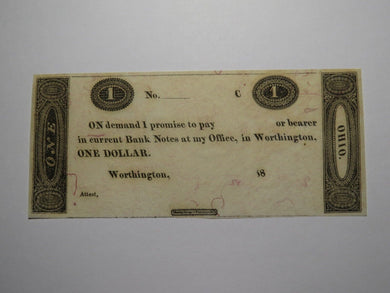 1 No. C 1
ON demand I promise to pay or bearer
in current Bank Notes at my Office, in Worthington.
ONE DOLLAR.
Worthington, 18
Attest,
ONE
OHIO.